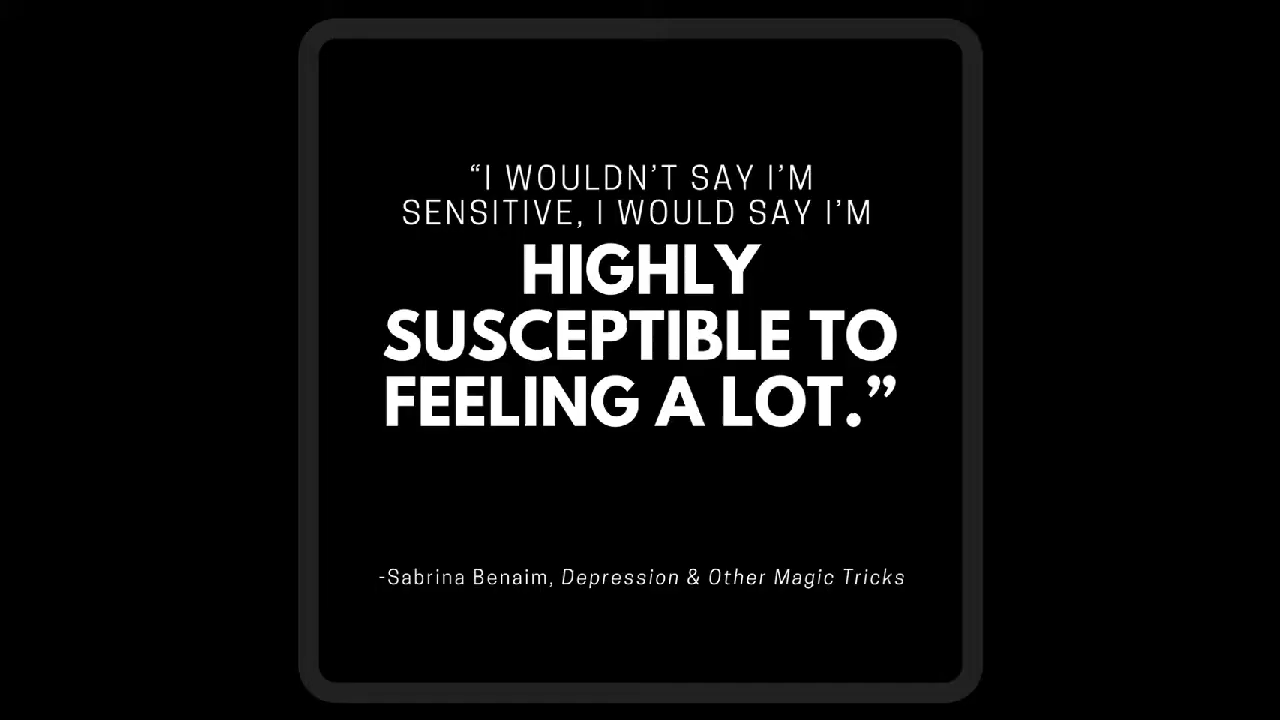 “I WOULDN’T SAY I’M
SENSITIVE, I WOULD SAY I’M
HIGHLY
SUSCEPTIBLE TO
FEELING A LOT.”
-Sabrina Benaim, Depression & Other Magic Tricks